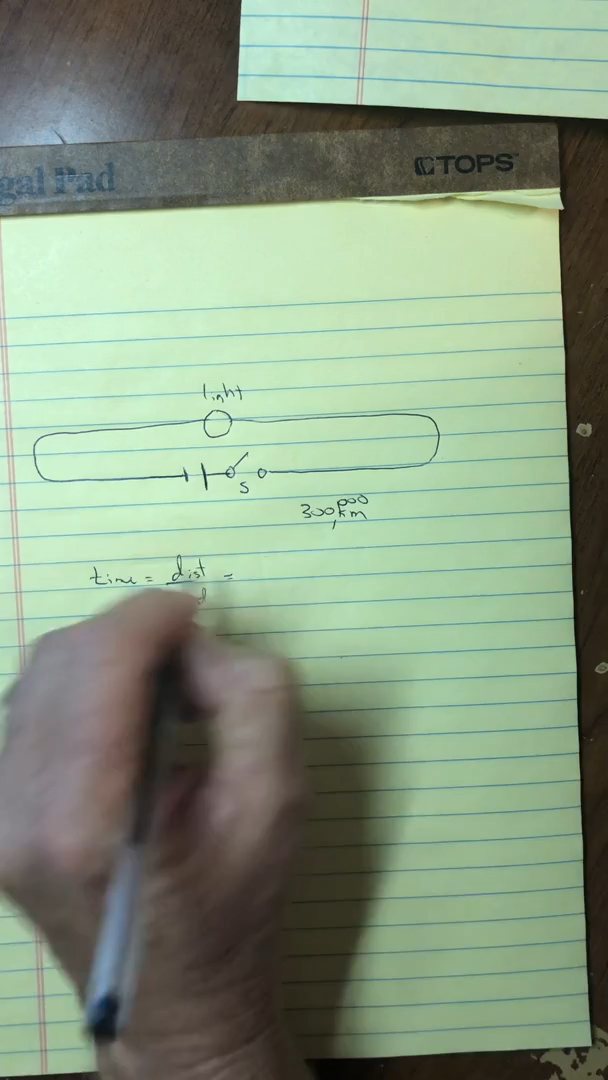 gal Pad
TOPS
light
S
300,000
km
time = dist =